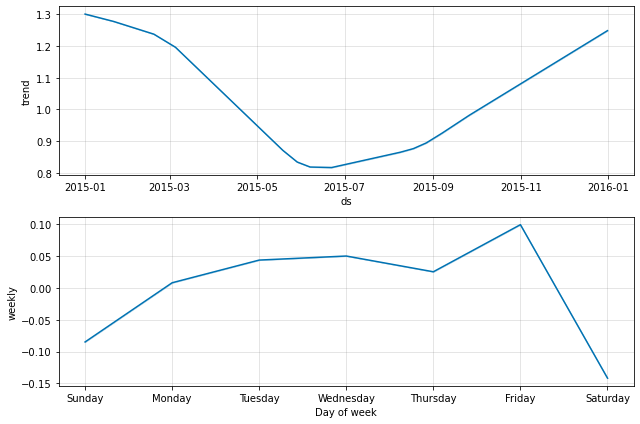 1.3
1.2
1.1
1.0
0.9
0.8
trend
2015-01 2015-03 2015-05 2015-07 2015-09 2015-11 2016-01
ds
0.10
0.05
0.00
−0.05
−0.10
−0.15
weekly
Sunday Monday Tuesday Wednesday Thursday Friday Saturday
Day of week